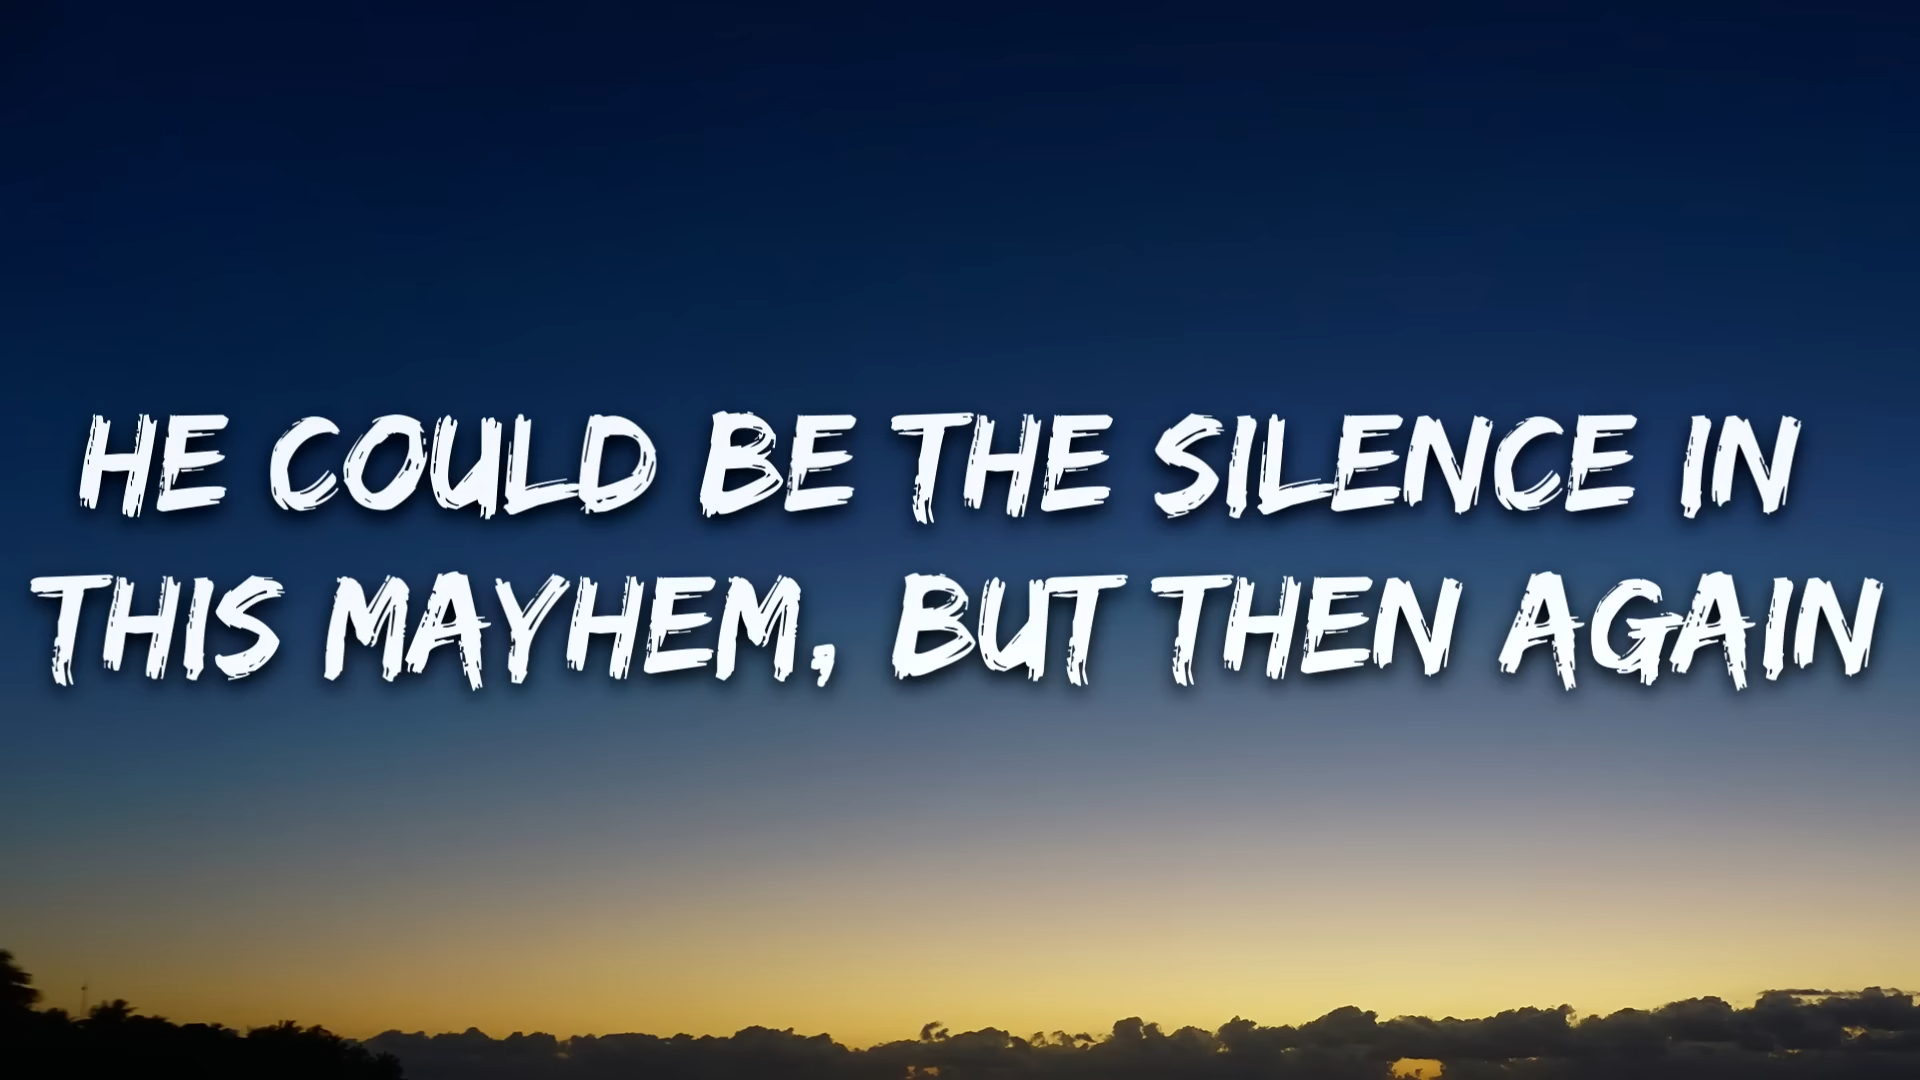 HE COULD BE THE SILENCE IN
THIS MAYHEM, BUT THEN AGAIN